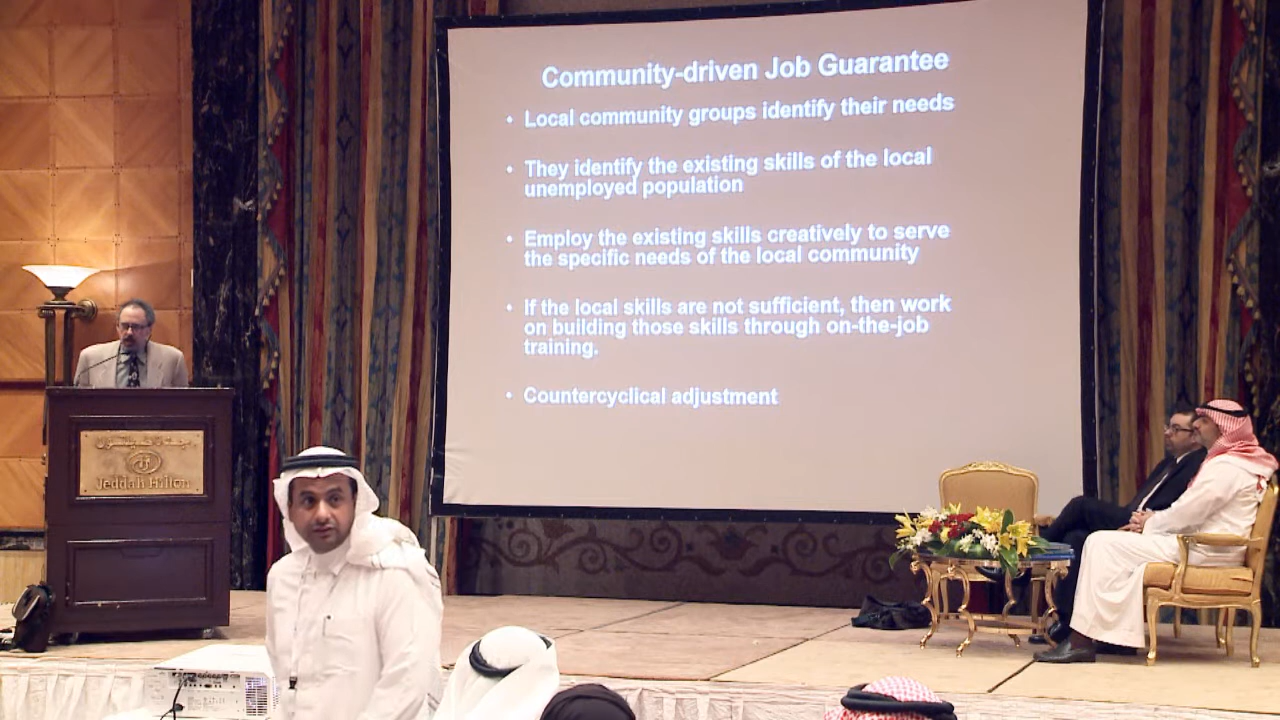 Community-driven Job Guarantee
• Local community groups identify their needs
• They identify the existing skills of the local
unemployed population
• Employ the existing skills creatively to serve
the specific needs of the local community
• If the local skills are not sufficient, then work
on building those skills through on-the-job
training.
• Countercyclical adjustment
جدة هيلتون
Jeddah Hilton